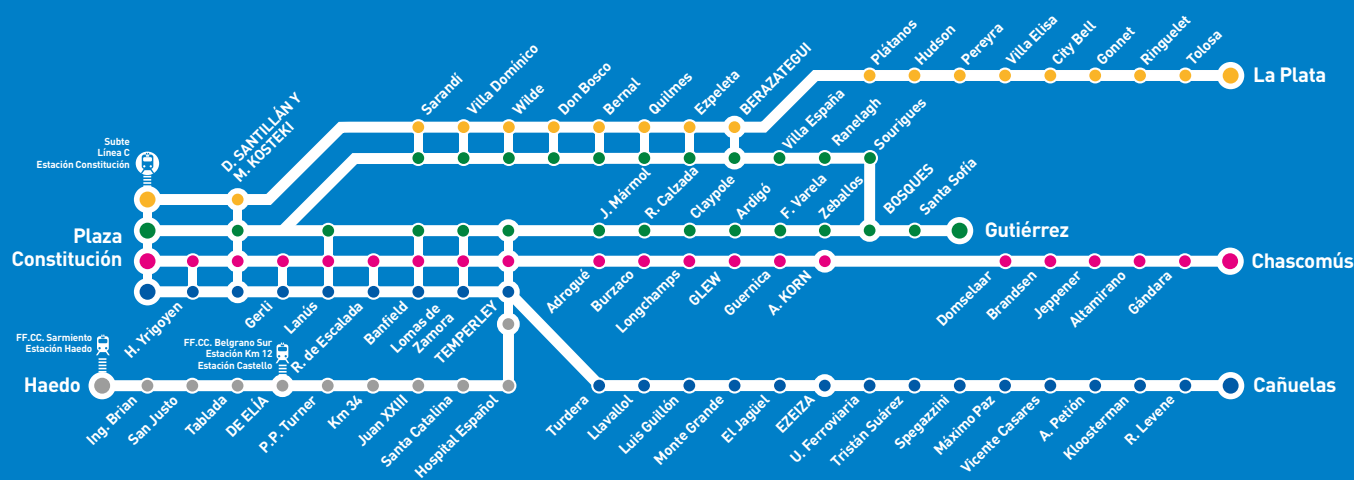 Plátanos
Hudson
Pereyra
Villa Elisa
City Bell
Gonnet
Ringuelet
Tolosa
La Plata
Sarandí
Villa Domínico
Wilde
Don Bosco
Bernal
Quilmes
Ezpeleta
BERAZATEGUI
Villa España
Ranelagh
Sourigues
Subte
Línea C
Estación Constitución
D. SANTILLÁN Y
M. KOSTEKI
J. Mármol
R. Calzada
Claypole
Ardigó
F. Varela
Zeballos
BOSQUES
Santa Sofía
Gutiérrez
Plaza
Constitución
Chascomús
H. Yrigoyen
Gerli
Lanús
R. de Escalada
Banfield
Lomas de
Zamora
TEMPERLEY
Adrogué
Burzaco
Longchamps
GLEW
Guernica
A. KORN
Domselaar
Brandsen
Jeppener
Altamirano
Gándara
FF.CC. Sarmiento
Estación Haedo
FF.CC. Belgrano Sur
Estación Km 12
Estación Castello
Haedo
Ing. Brian
San Justo
Tablada
DE ELÍA
P.P. Turner
Km 34
Juan XXIII
Santa Catalina
Hospital Español
Turdera
Llavallol
Luis Guillón
Monte Grande
El Jagüel
EZEIZA
U. Ferroviaria
Tristán Suárez
Spegazzini
Máximo Paz
Vicente Casares
A. Petión
Kloosterman
R. Levene
Cañuelas